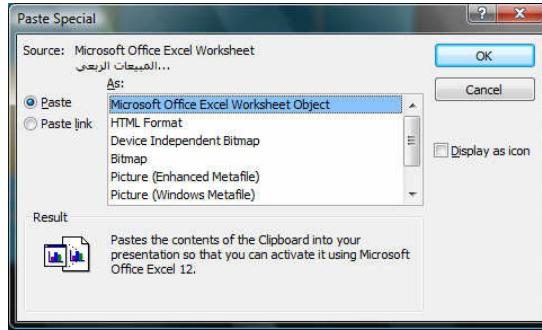 Paste Special
Source: Microsoft Office Excel Worksheet
المبيعات الربعى...
As:
Paste
Paste link
Microsoft Office Excel Worksheet Object
HTML Format
Device Independent Bitmap
Bitmap
Picture (Enhanced Metafile)
Picture (Windows Metafile)
OK
Cancel
Display as icon
Result
Pastes the contents of the Clipboard into your
presentation so that you can activate it using Microsoft
Office Excel 12.